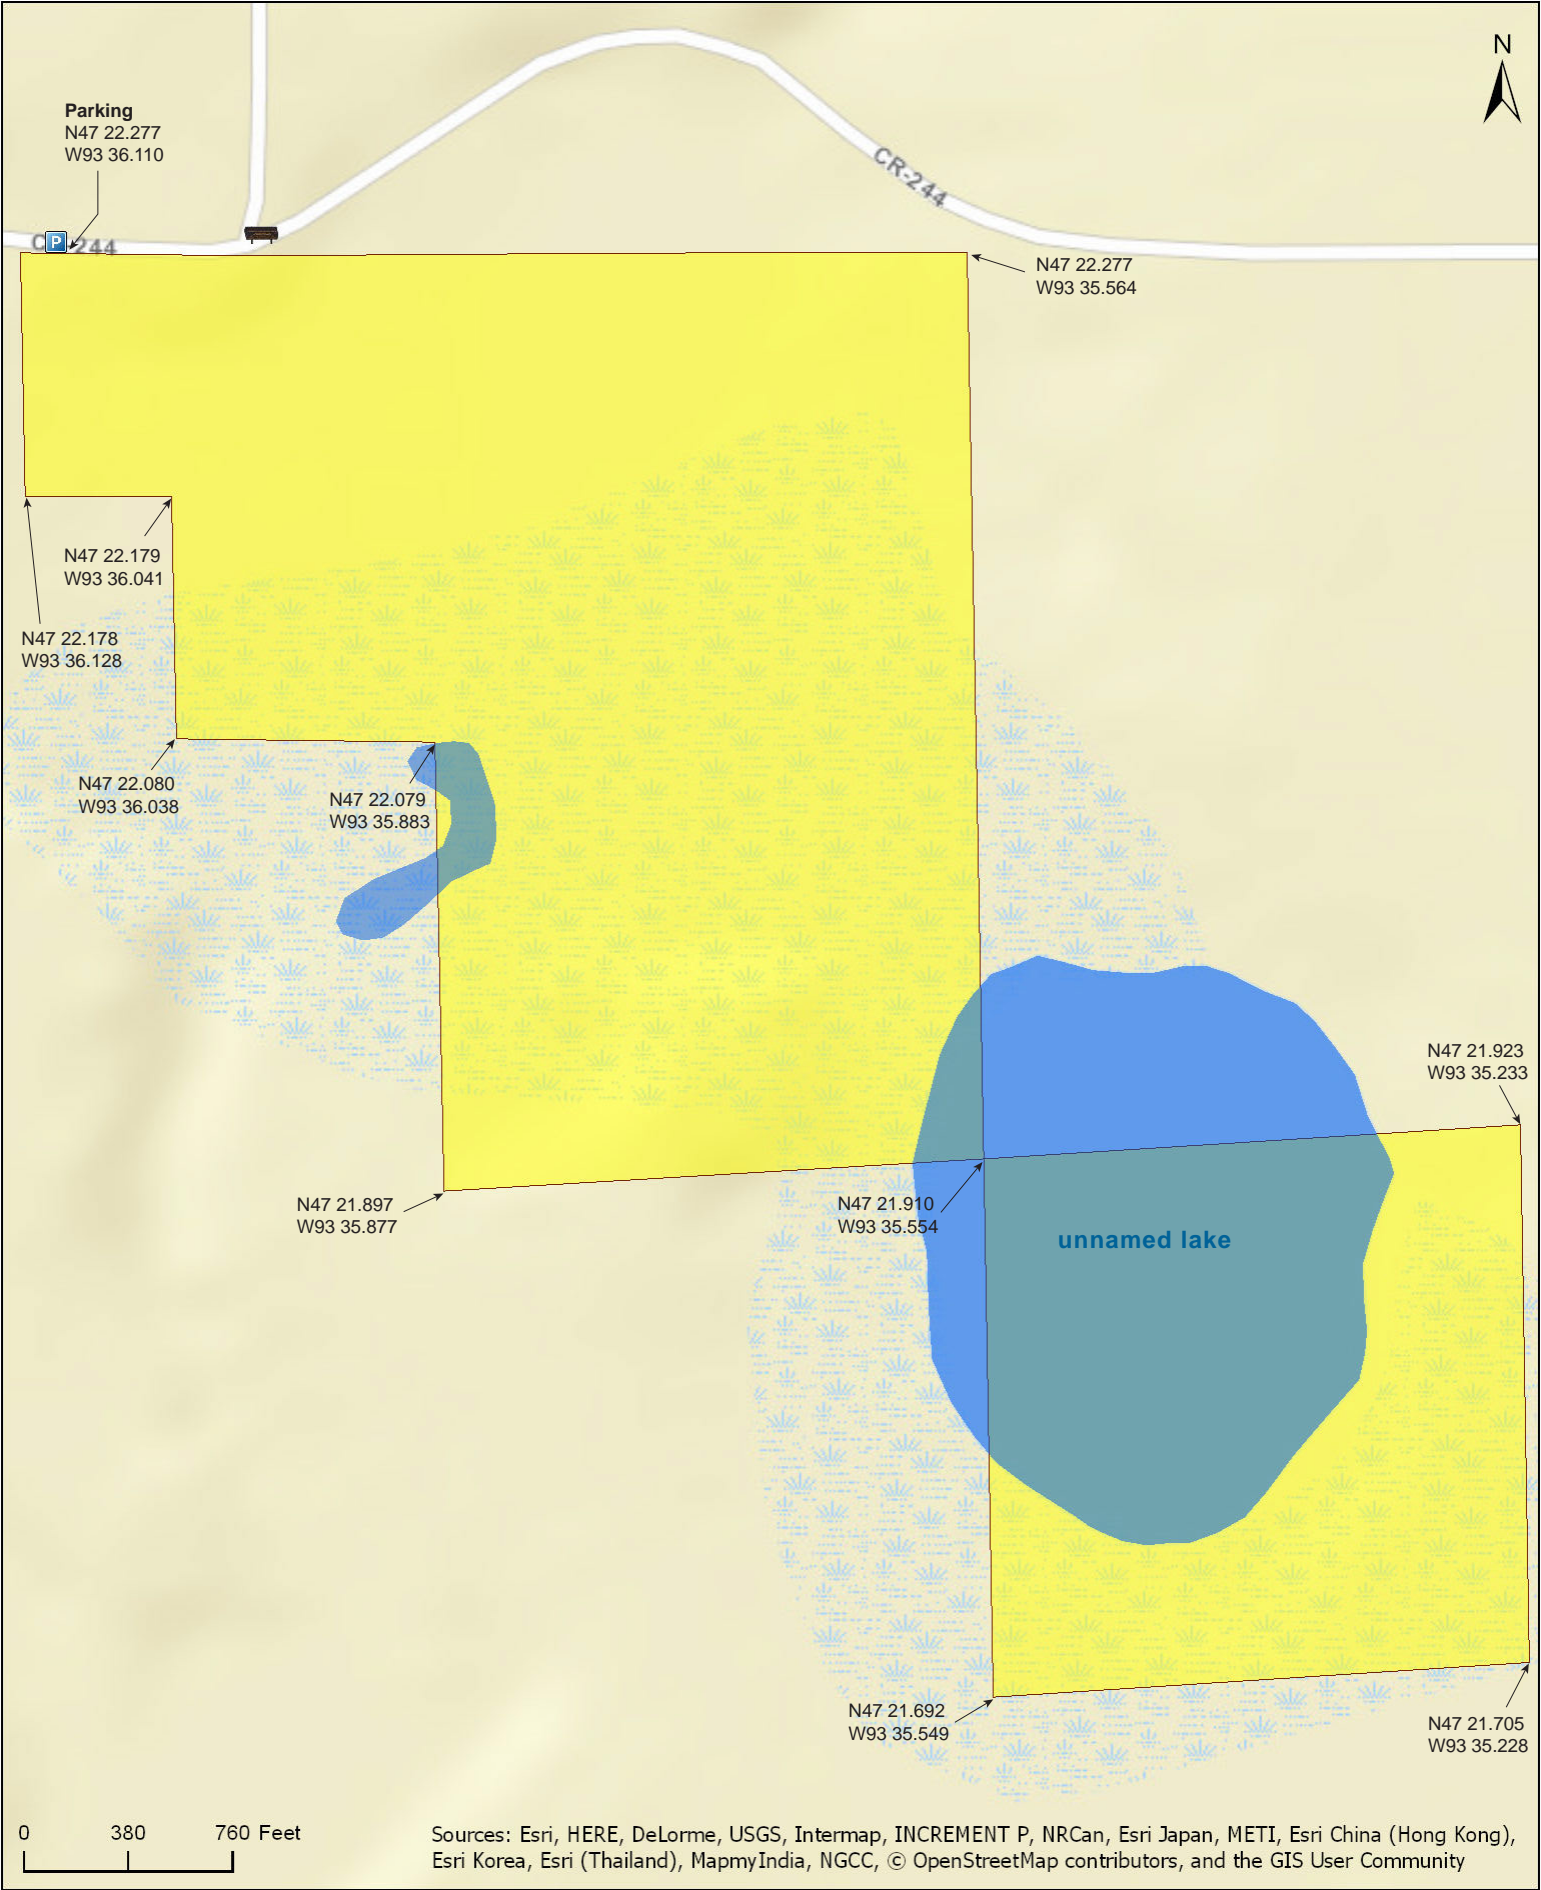 N
Parking
N47 22.277
W93 36.110
CR-244
P
244
N47 22.277
W93 35.564
N47 22.179
W93 36.041
N47 22.178
W93 36.128
N47 22.080
W93 36.038
N47 22.079
W93 35.883
N47 21.923
W93 35.233
N47 21.897
W93 35.877
N47 21.910
W93 35.554
unnamed lake
N47 21.692
W93 35.549
N47 21.705
W93 35.228
0 380 760 Feet
Sources: Esri, HERE, DeLorme, USGS, Intermap, INCREMENT P, NRCan, Esri Japan, METI, Esri China (Hong Kong),
Esri Korea, Esri (Thailand), MapmyIndia, NGCC, © OpenStreetMap contributors, and the GIS User Community